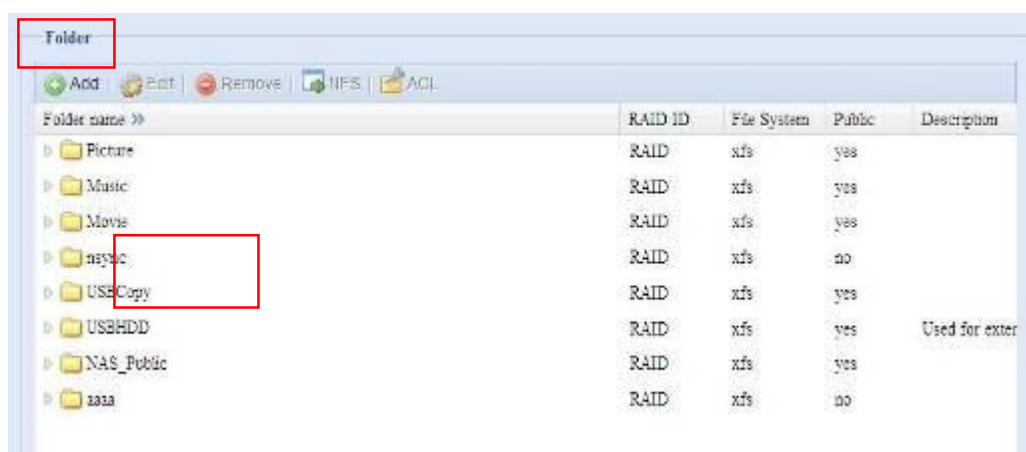 Folder
Add Edit Remove NFS ACL
Folder name » RAID ID File System Public Description
Picture RAID xfs yes
Music RAID xfs yes
Movie RAID xfs yes
nsync RAID xfs no
USBCopy RAID xfs yes
USBHDD RAID xfs yes Used for exter
NAS_Public RAID xfs yes
aaaa RAID xfs no